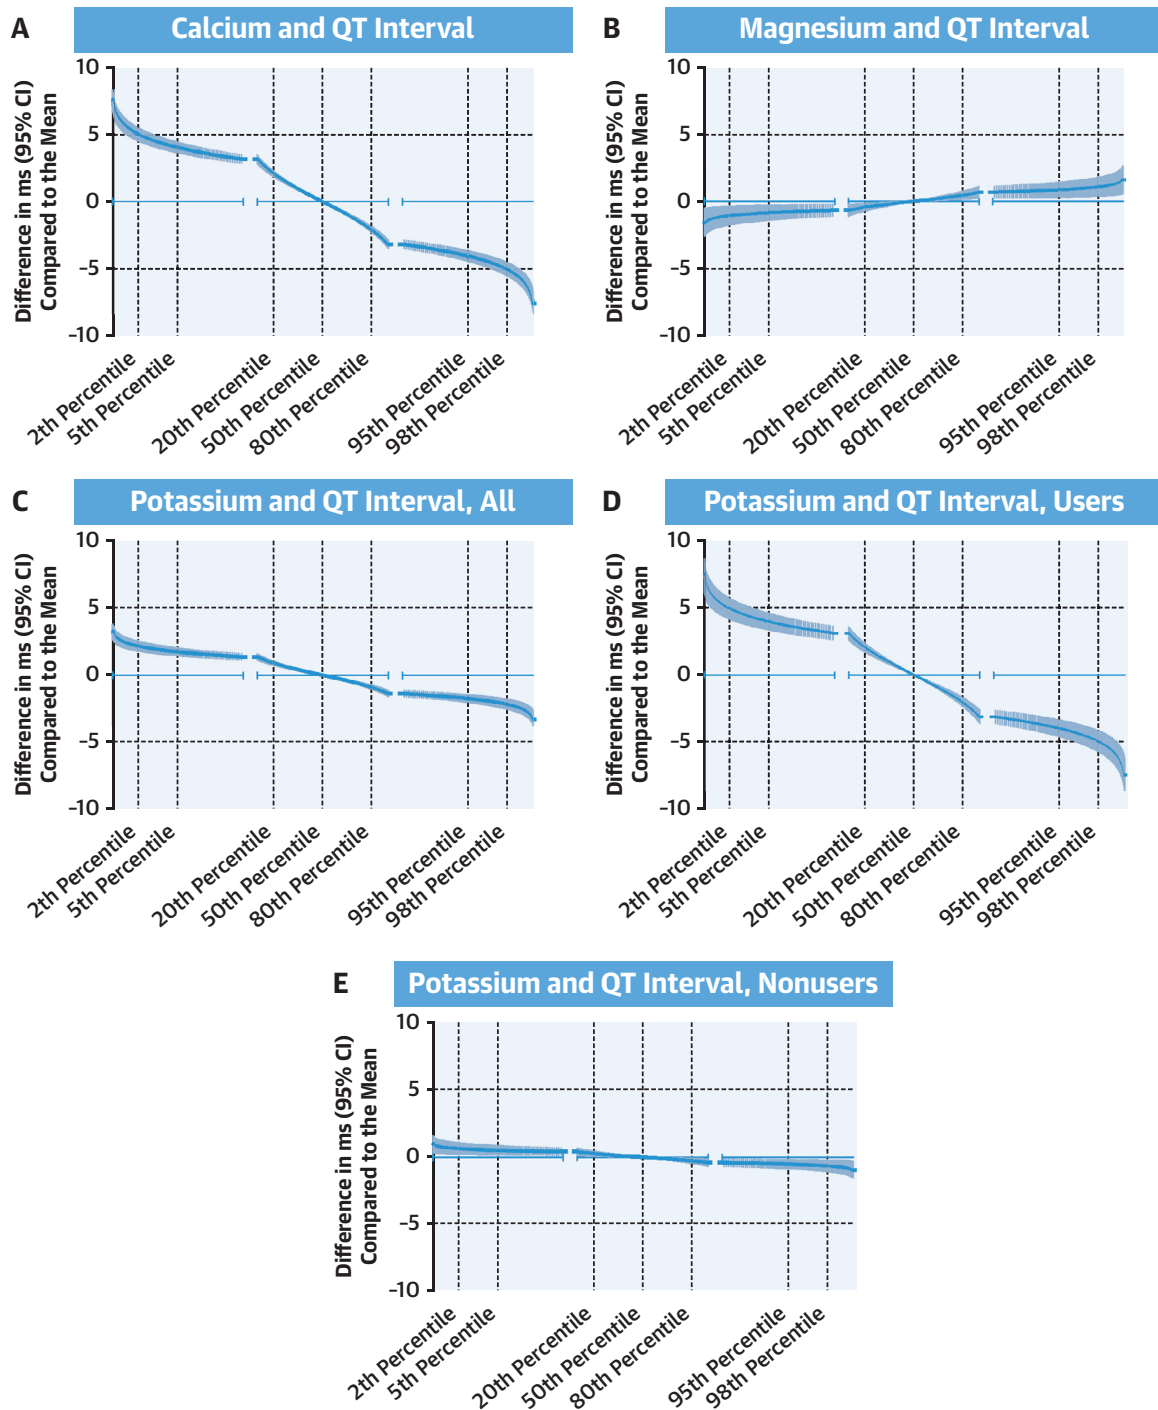 A
Calcium and QT Interval
Difference in ms (95% CI)
Compared to the Mean
10
5
0
–5
–10
2th Percentile
5th Percentile
20th Percentile
50th Percentile
80th Percentile
95th Percentile
98th Percentile
B
Magnesium and QT Interval
Difference in ms (95% CI)
Compared to the Mean
10
5
0
–5
–10
2th Percentile
5th Percentile
20th Percentile
50th Percentile
80th Percentile
95th Percentile
98th Percentile
C
Potassium and QT Interval, All
Difference in ms (95% CI)
Compared to the Mean
10
5
0
–5
–10
2th Percentile
5th Percentile
20th Percentile
50th Percentile
80th Percentile
95th Percentile
98th Percentile
D
Potassium and QT Interval, Users
Difference in ms (95% CI)
Compared to the Mean
10
5
0
–5
–10
2th Percentile
5th Percentile
20th Percentile
50th Percentile
80th Percentile
95th Percentile
98th Percentile
E
Potassium and QT Interval, Nonusers
Difference in ms (95% CI)
Compared to the Mean
10
5
0
–5
–10
2th Percentile
5th Percentile
20th Percentile
50th Percentile
80th Percentile
95th Percentile
98th Percentile